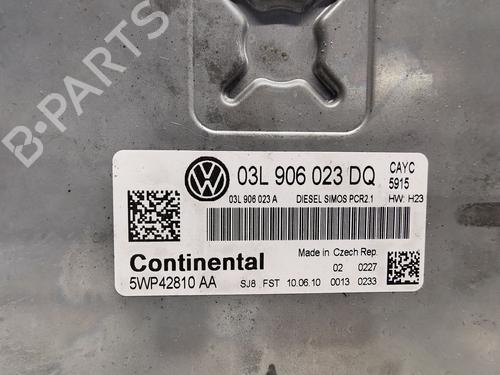 B-PARTS
03L 906 023 DQ
CAYC
5915
03L 906 023 A DIESEL SIMOS PCR2.1 HW: H23
Made in Czech Rep.
Continental
02 0227
5WP42810 AA SJ8 FST 10.06.10 0013 0233